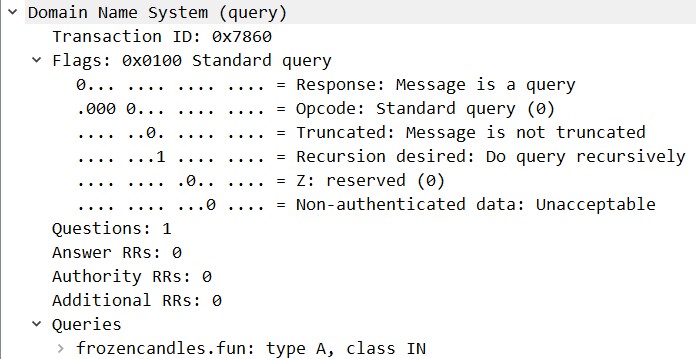 Domain Name System (query)
Transaction ID: 0x7860
Flags: 0x0100 Standard query
0... .... .... .... = Response: Message is a query
.000 0... .... .... = Opcode: Standard query (0)
.... ..0. .... .... = Truncated: Message is not truncated
.... ...1 .... .... = Recursion desired: Do query recursively
.... .... .0.. .... = Z: reserved (0)
.... .... ...0 .... = Non-authenticated data: Unacceptable
Questions: 1
Answer RRs: 0
Authority RRs: 0
Additional RRs: 0
Queries
frozencandles.fun: type A, class IN